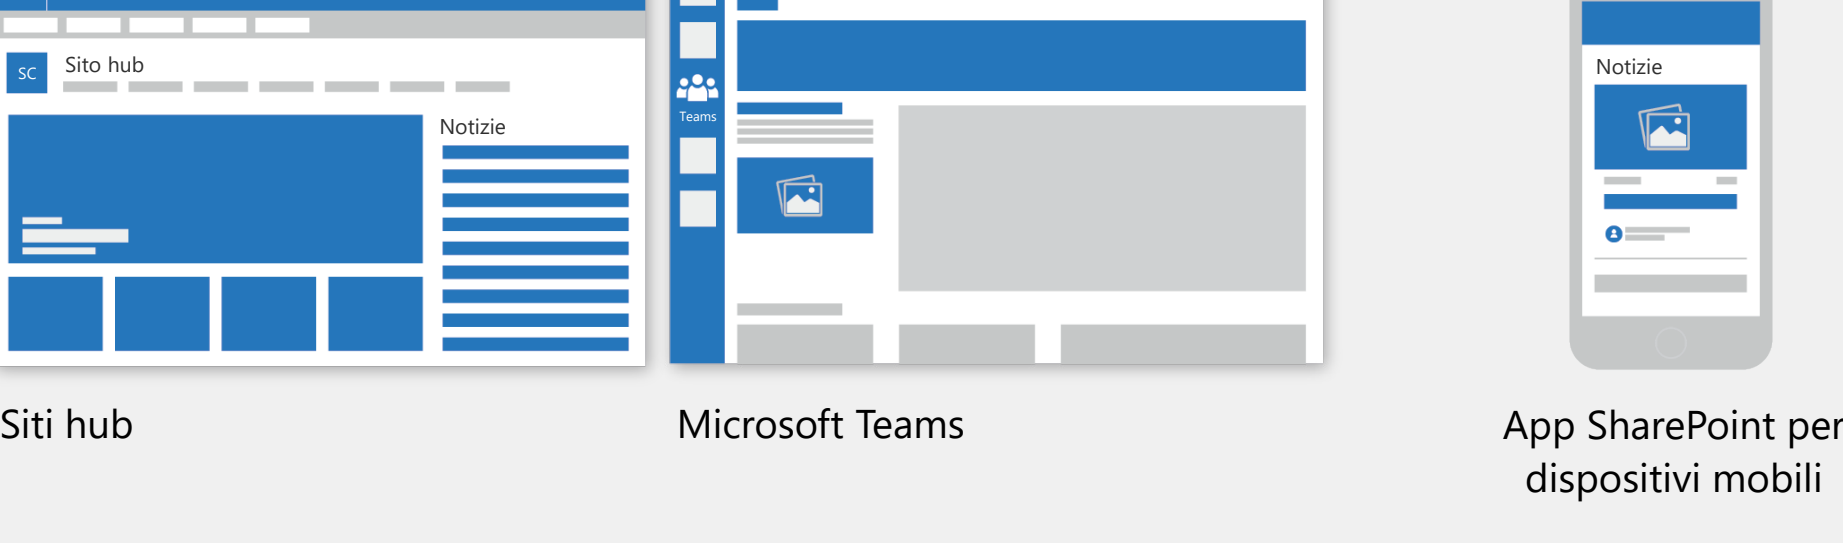 SC
Sito hub
Notizie
Teams
Notizie
Siti hub
Microsoft Teams
App SharePoint per
dispositivi mobili